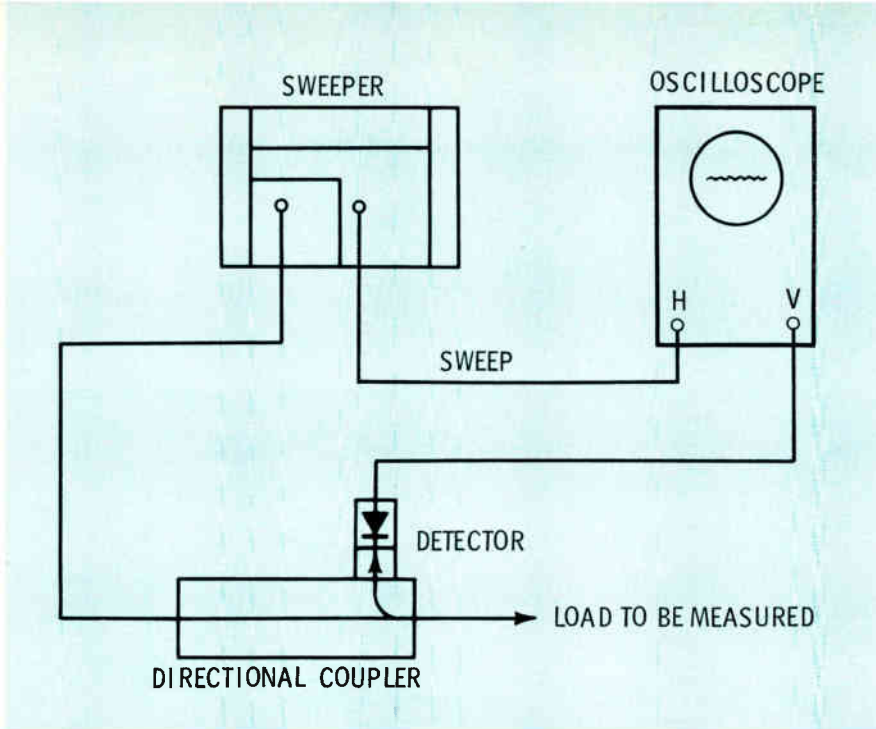 SWEEPER
OSCILLOSCOPE
H V
SWEEP
DETECTOR
LOAD TO BE MEASURED
DIRECTIONAL COUPLER